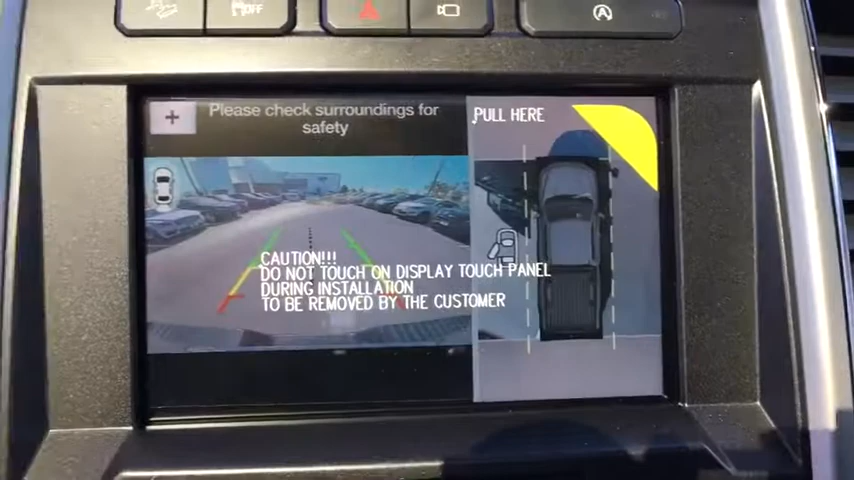 OFF
Please check surroundings for
safety
PULL HERE
CAUTION!!!
DO NOT TOUCH ON DISPLAY TOUCH PANEL
DURING INSTALLATION
TO BE REMOVED BY THE CUSTOMER